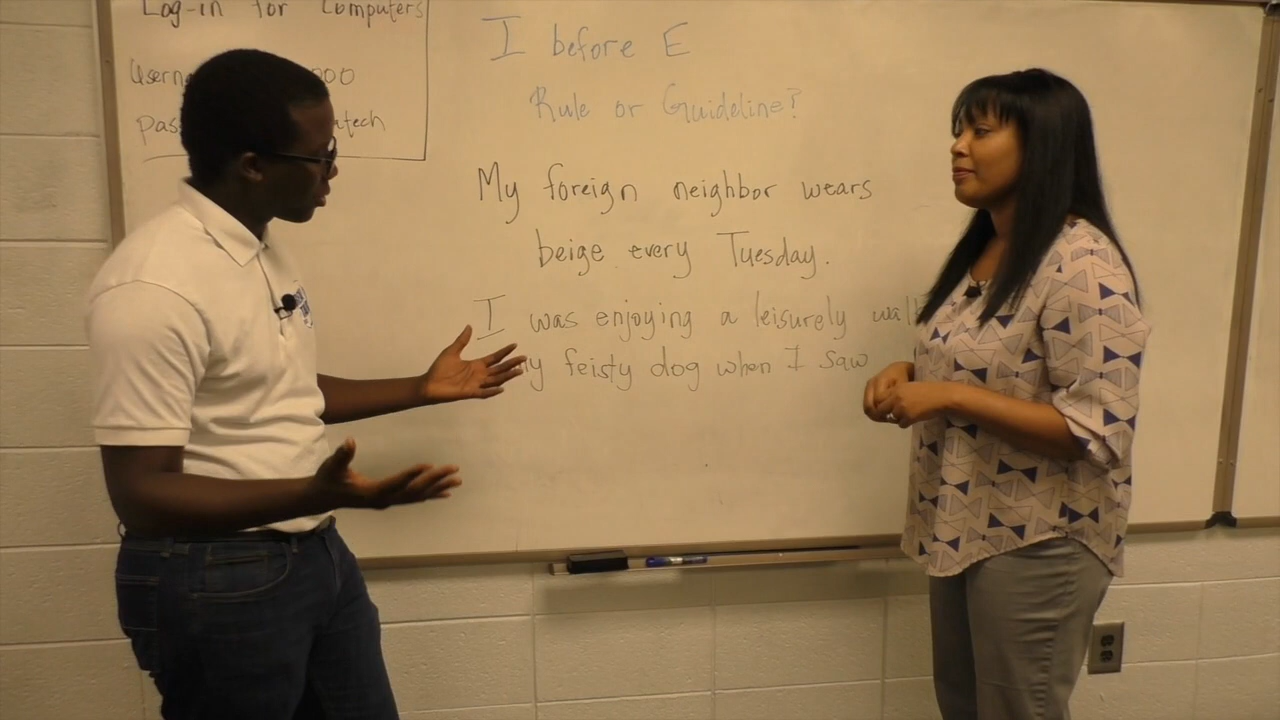 Log-in for Computers
000
I before E
Rule or Guideline?
My foreign neighbor wears
beige every Tuesday.
I was enjoying a leisurely
feisty dog when I saw